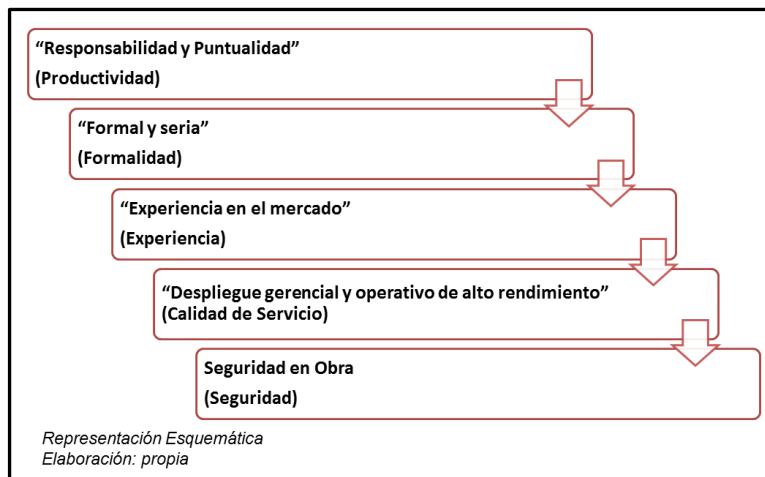 “Responsabilidad y Puntualidad”
(Productividad)
“Formal y seria”
(Formalidad)
“Experiencia en el mercado”
(Experiencia)
“Despliegue gerencial y operativo de alto rendimiento”
(Calidad de Servicio)
Seguridad en Obra
(Seguridad)
Representación Esquemática
Elaboración: propia